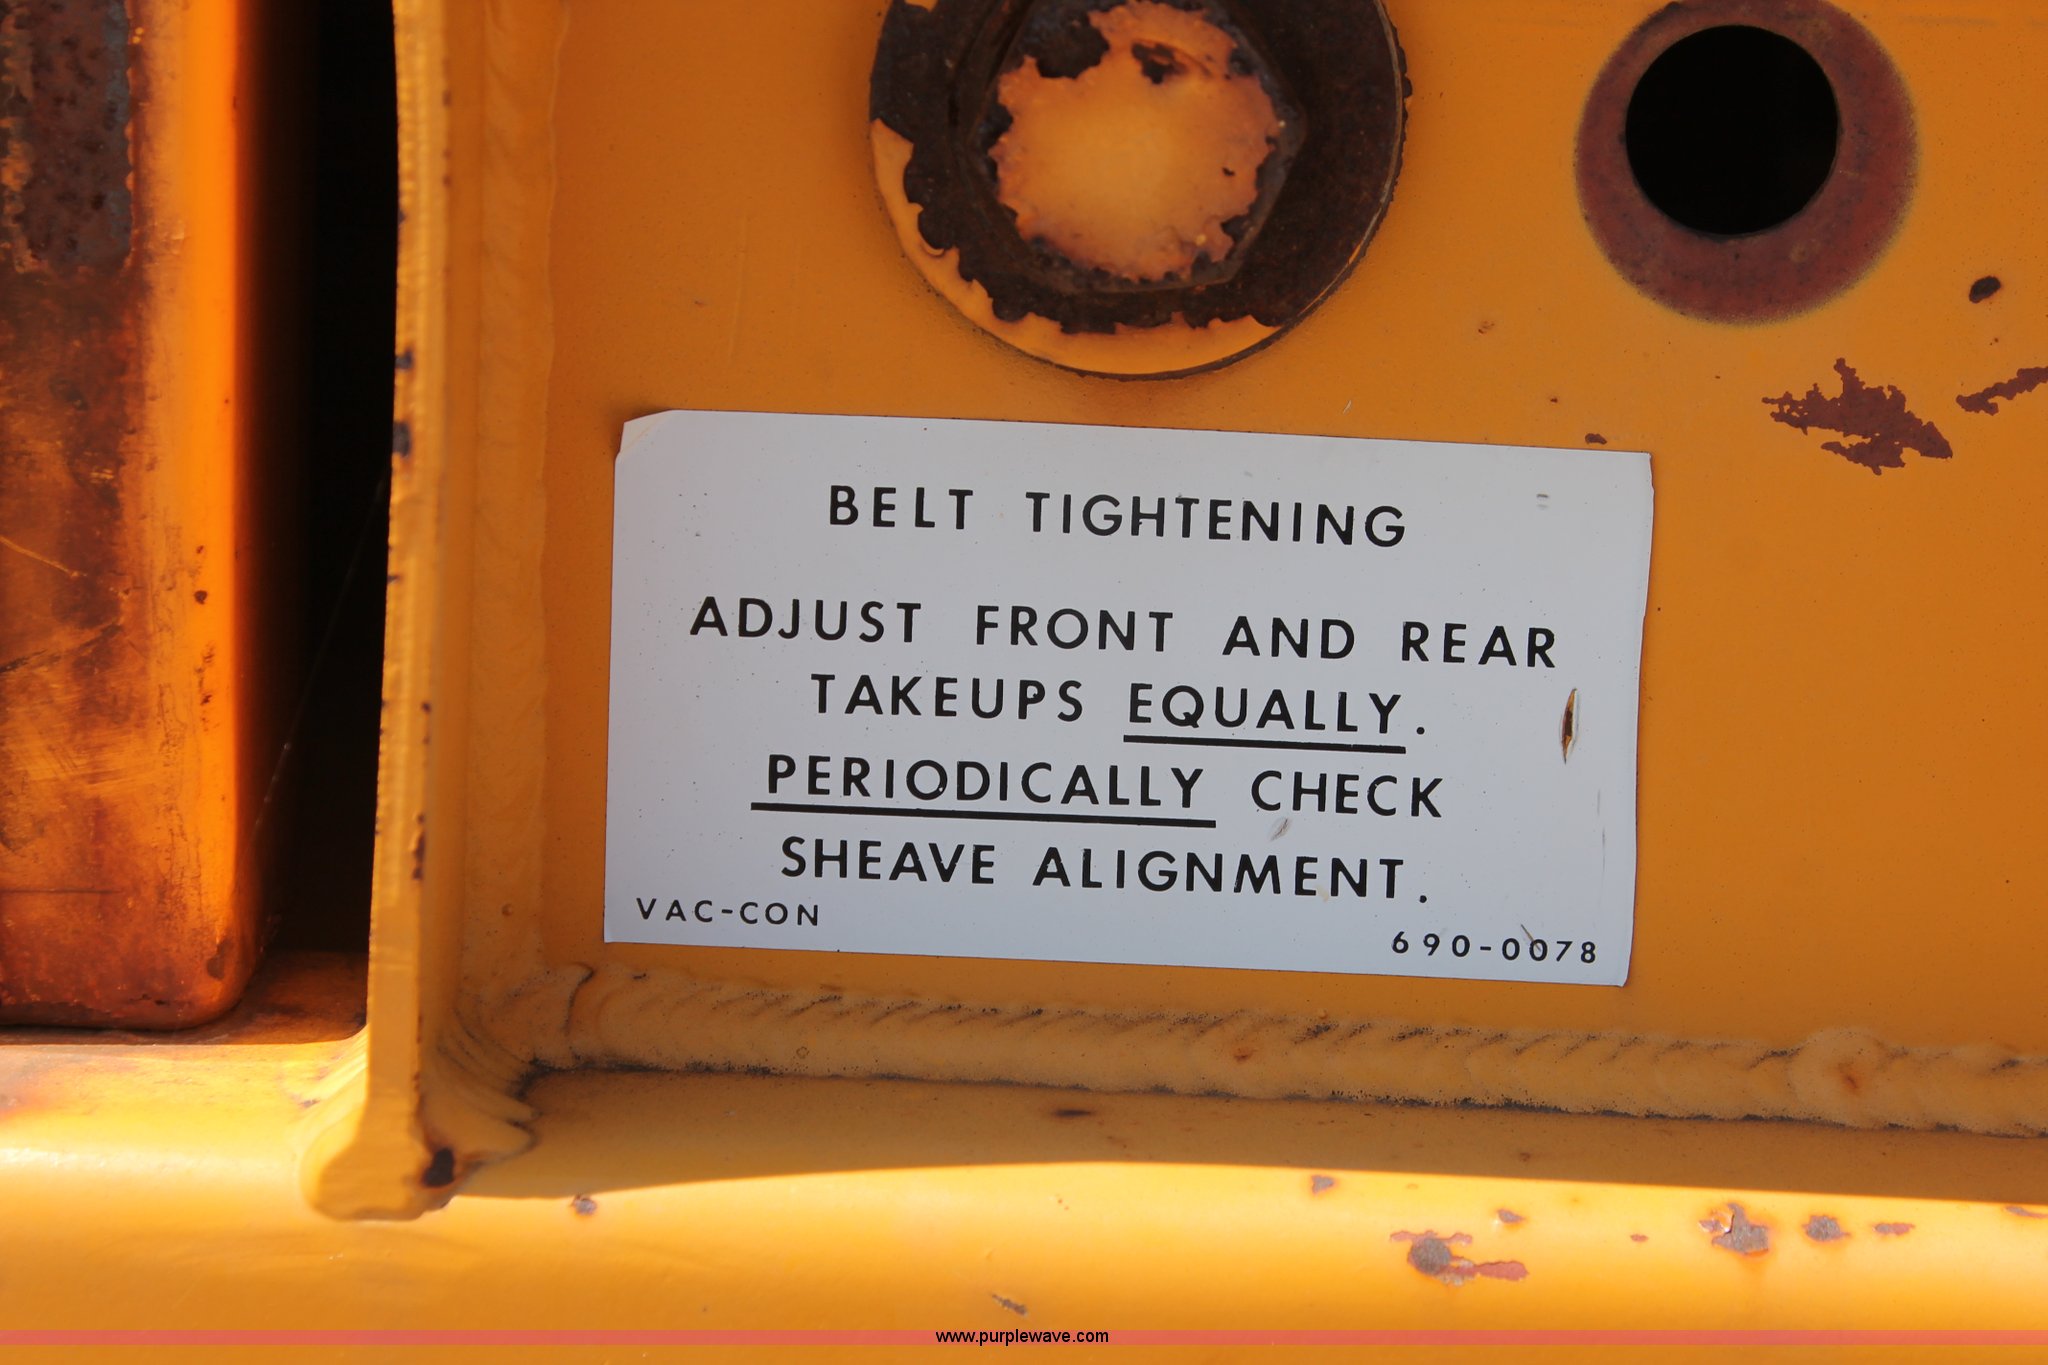 BELT TIGHTENING
ADJUST FRONT AND REAR
TAKEUPS EQUALLY.
PERIODICALLY CHECK
SHEAVE ALIGNMENT.
VAC-CON
690-0078
www.purplewave.com